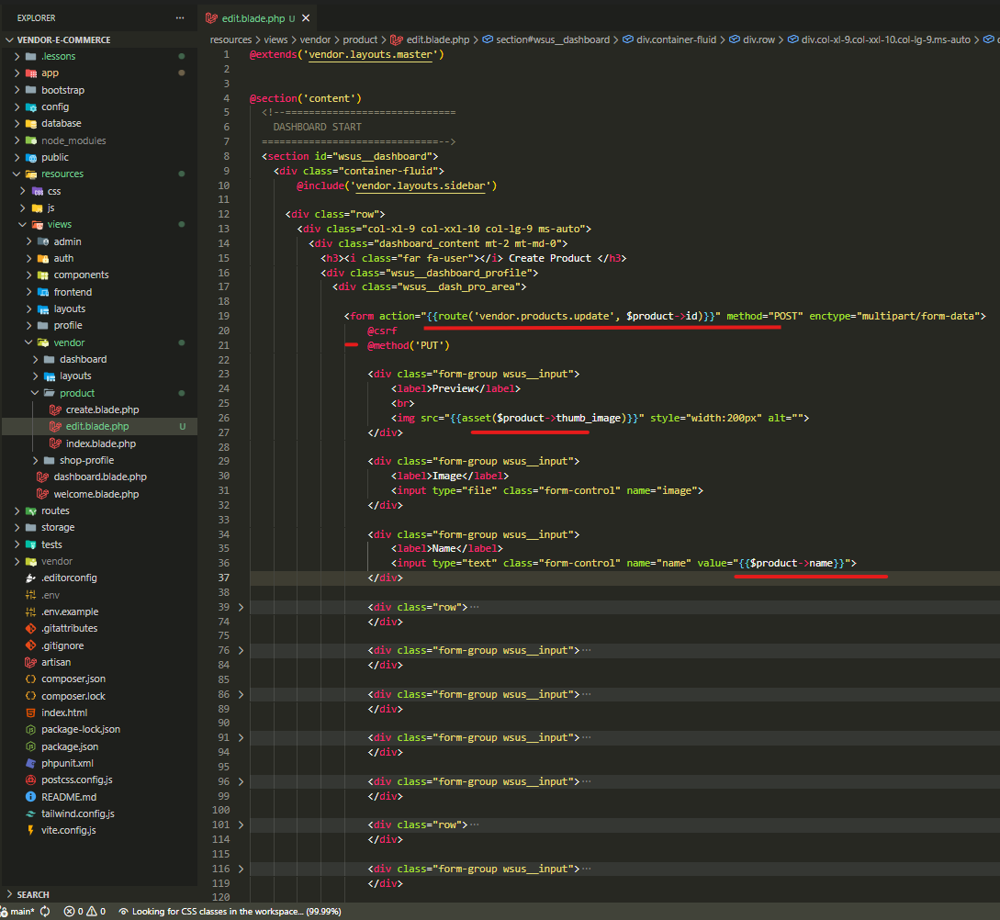 EXPLORER ···
VENDOR-E-COMMERCE
.lessons
app
bootstrap
config
database
node_modules
public
resources
css
js
views
admin
auth
components
frontend
layouts
profile
vendor
dashboard
layouts
product
create.blade.php
edit.blade.php U
index.blade.php
shop-profile
dashboard.blade.php
welcome.blade.php
routes
storage
tests
vendor
.editorconfig
.env
.env.example
.gitattributes
.gitignore
artisan
composer.json
composer.lock
index.html
package-lock.json
package.json
phpunit.xml
postcss.config.js
README.md
tailwind.config.js
vite.config.js
SEARCH
edit.blade.php U ×
resources > views > vendor > product > edit.blade.php > section#wsus__dashboard > div.container-fluid > div.row > div.col-xl-9.col-xxl-10.col-lg-9.ms-auto >
1 @extends('vendor.layouts.master')
2
3
4 @section('content')
5 <!--=============================
6 DASHBOARD START
7 ==============================-->
8 <section id="wsus__dashboard">
9 <div class="container-fluid">
10 @include('vendor.layouts.sidebar')
11
12 <div class="row">
13 <div class="col-xl-9 col-xxl-10 col-lg-9 ms-auto">
14 <div class="dashboard_content mt-2 mt-md-0">
15 <h3><i class="far fa-user"></i> Create Product </h3>
16 <div class="wsus__dashboard_profile">
17 <div class="wsus__dash_pro_area">
18
19 <form action="{{route('vendor.products.update', $product->id)}}" method="POST" enctype="multipart/form-data">
20 @csrf
21 @method('PUT')
22
23 <div class="form-group wsus__input">
24 <label>Preview</label>
25 <br>
26 <img src="{{asset($product->thumb_image)}}" style="width:200px" alt="">
27 </div>
28
29 <div class="form-group wsus__input">
30 <label>Image</label>
31 <input type="file" class="form-control" name="image">
32 </div>
33
34 <div class="form-group wsus__input">
35 <label>Name</label>
36 <input type="text" class="form-control" name="name" value="{{$product->name}}">
37 </div>
38
39 > <div class="row">···
74 </div>
75
76 > <div class="form-group wsus__input">···
84 </div>
85
86 > <div class="form-group wsus__input">···
89 </div>
90
91 > <div class="form-group wsus__input">···
94 </div>
95
96 > <div class="form-group wsus__input">···
99 </div>
100
101 > <div class="row">···
114 </div>
115
116 > <div class="form-group wsus__input">···
119 </div>
120
main* 0 0 Looking for CSS classes in the workspace... (99.99%)